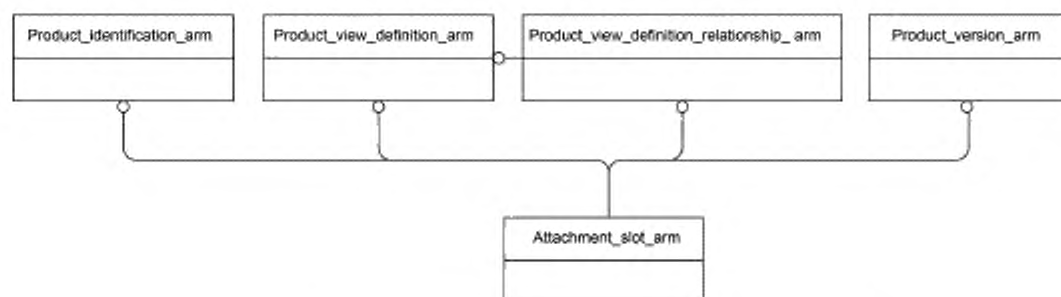 Product_identification_arm
Product_view_definition_arm
Product_view_definition_relationship_ arm
Product_version_arm
Attachment_slot_arm